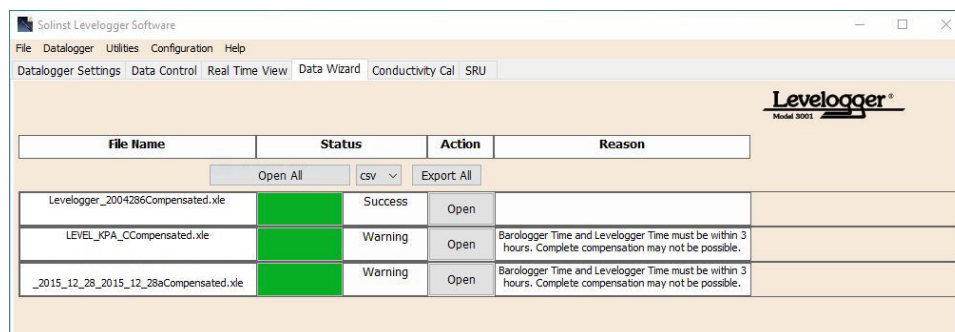 Solinst Levelogger Software
File Datalogger Utilities Configuration Help
Datalogger Settings Data Control Real Time View Data Wizard Conductivity Cal SRU
Levelogger®
Model 3001
File Name Status Action Reason
Open All csv Export All
Levelogger_2004286Compensated.xle Success Open
LEVEL_KPA_CCompensated.xle Warning Open Barologger Time and Levelogger Time must be within 3
hours. Complete compensation may not be possible.
_2015_12_28_2015_12_28aCompensated.xle Warning Open Barologger Time and Levelogger Time must be within 3
hours. Complete compensation may not be possible.